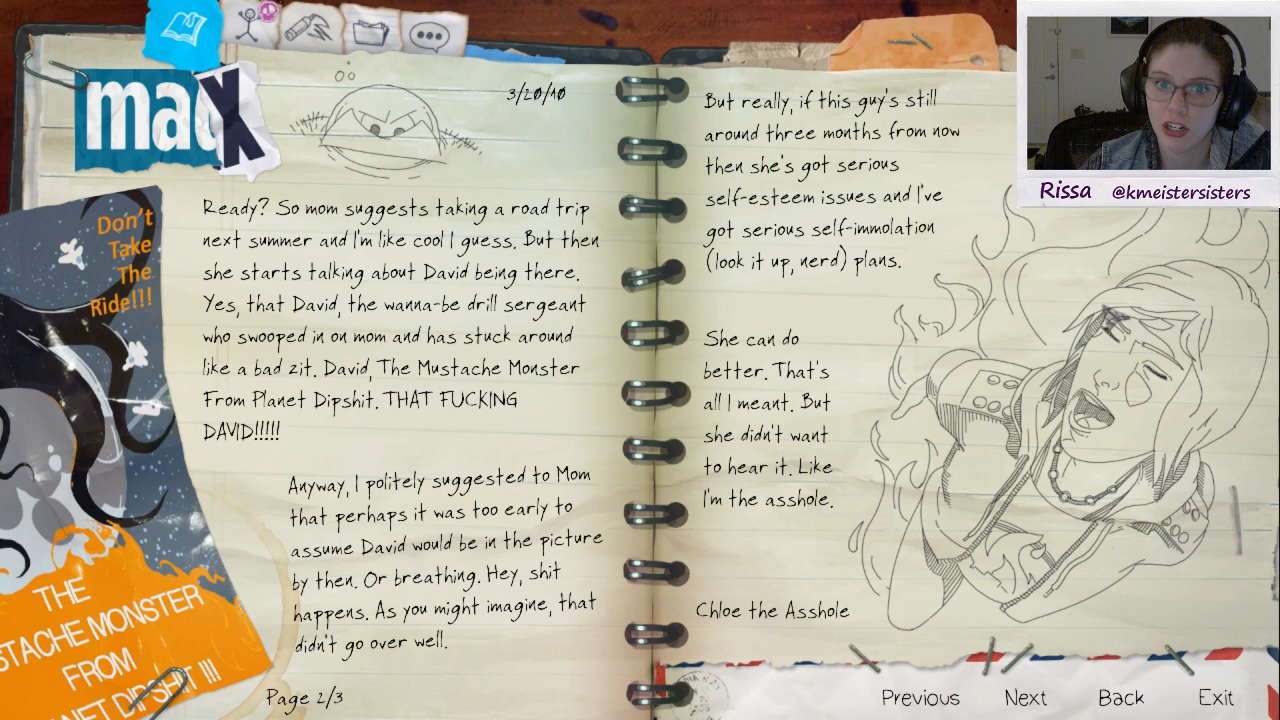 madX
3/20/10
Don't
Take
The
Ride!!!
Ready? So mom suggests taking a road trip
next summer and I'm like cool I guess. But then
she starts talking about David being there.
Yes, that David, the wanna-be drill sergeant
who swooped in on mom and has stuck around
like a bad zit. David, The Mustache Monster
From Planet Dipshit. THAT FUCKING
DAVID!!!!!
Anyway, I politely suggested to Mom
that perhaps it was too early to
assume David would be in the picture
by then. Or breathing. Hey, shit
happens. As you might imagine, that
didn't go over well.
THE
STACHE MONSTER
FROM
ANET DIPSHIT !!!
Page 2/3
But really, if this guy's still
around three months from now
then she's got serious
self-esteem issues and I've
got serious self-immolation
(look it up, nerd) plans.
She can do
better. That's
all I meant. But
she didn't want
to hear it. Like
I'm the asshole.
Chloe the Asshole
Rissa @kmeistersisters
Previous Next Back Exit